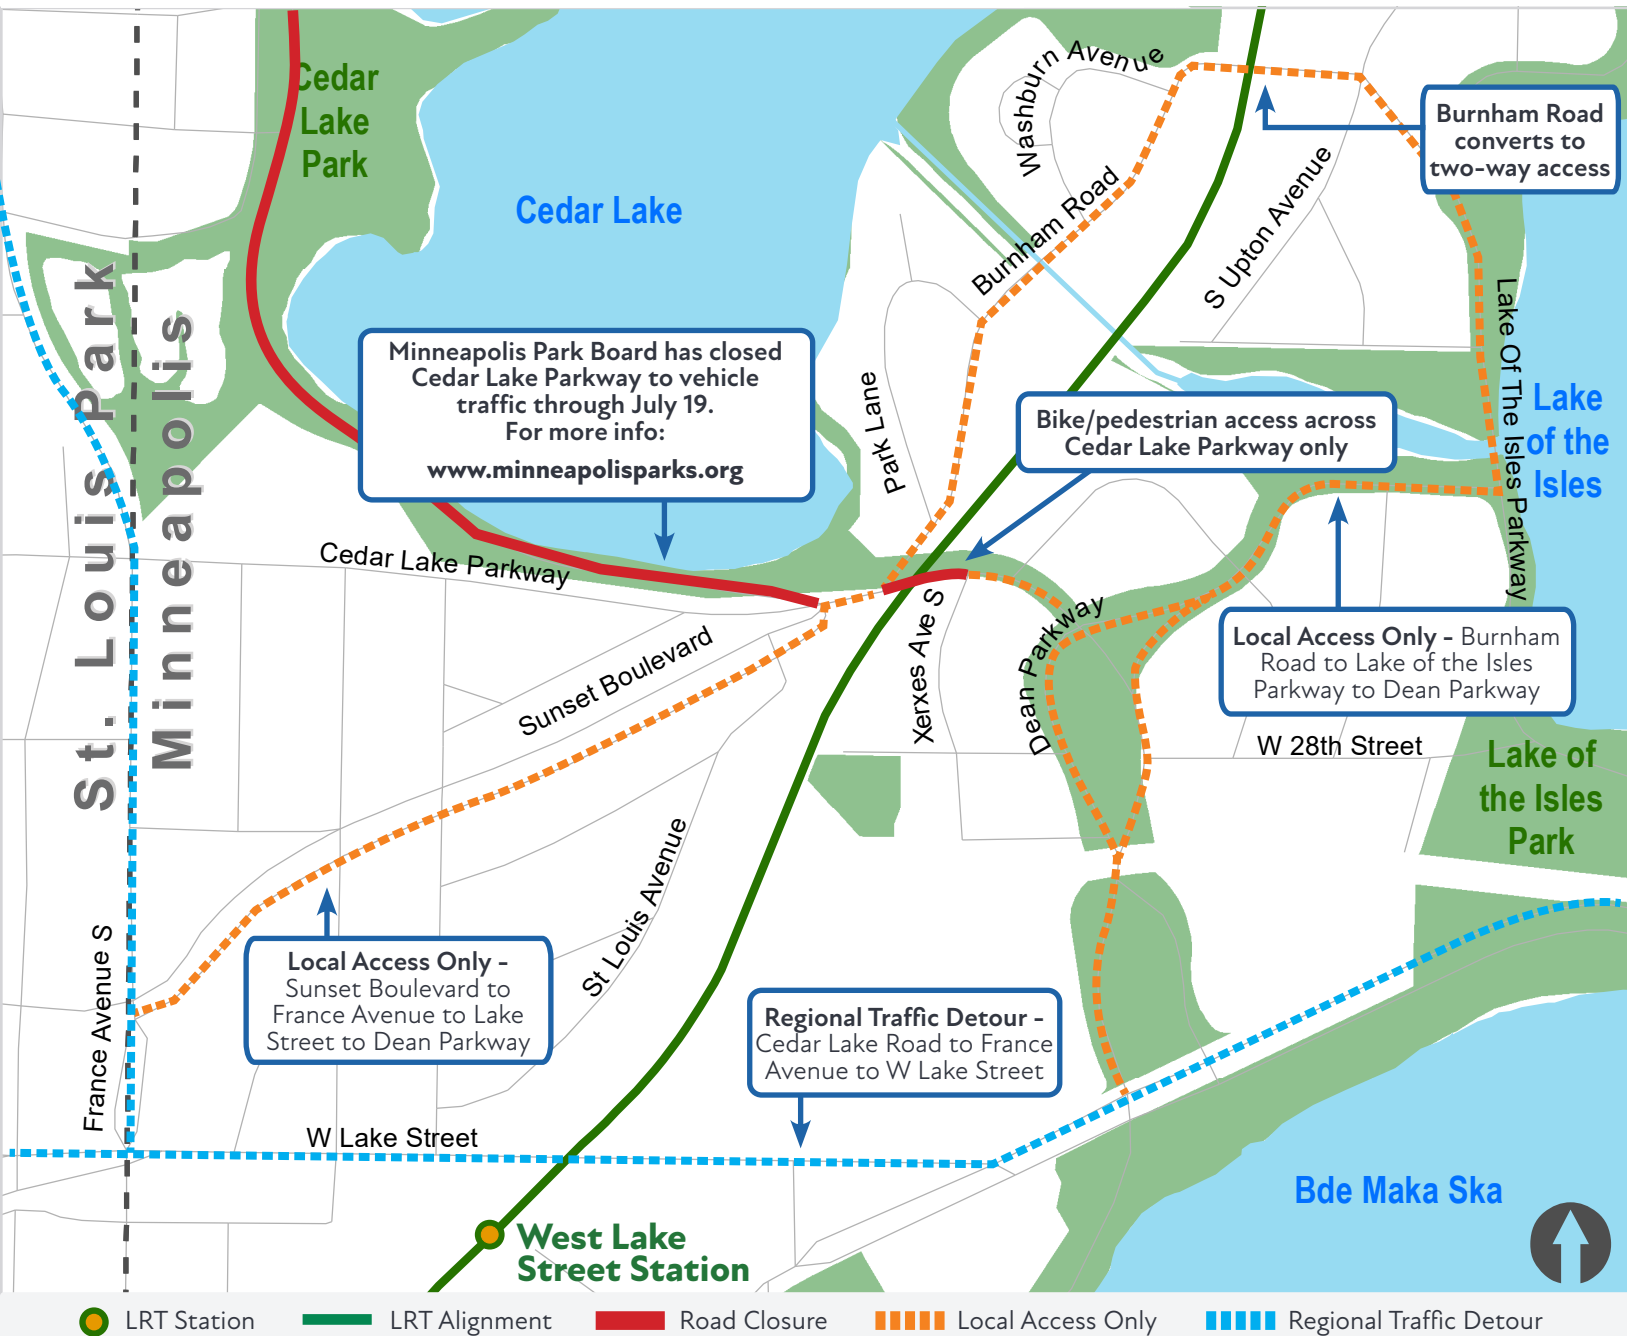 Cedar
Lake
Park
Cedar Lake
Washburn Avenue
Burnham Road
converts to
two-way access
Burnham Road
S Upton Avenue
St. Louis Park
Minneapolis
Minneapolis Park Board has closed
Cedar Lake Parkway to vehicle
traffic through July 19.
For more info:
www.minneapolisparks.org
Park Lane
Bike/pedestrian access across
Cedar Lake Parkway only
Lake Of The Isles Parkway
Lake
of the
Isles
Cedar Lake Parkway
Sunset Boulevard
Xerxes Ave S
Dean Parkway
Local Access Only - Burnham
Road to Lake of the Isles
Parkway to Dean Parkway
W 28th Street
Lake of
the Isles
Park
St Louis Avenue
France Avenue S
Local Access Only -
Sunset Boulevard to
France Avenue to Lake
Street to Dean Parkway
Regional Traffic Detour -
Cedar Lake Road to France
Avenue to W Lake Street
W Lake Street
Bde Maka Ska
West Lake
Street Station
LRT Station
LRT Alignment
Road Closure
Local Access Only
Regional Traffic Detour